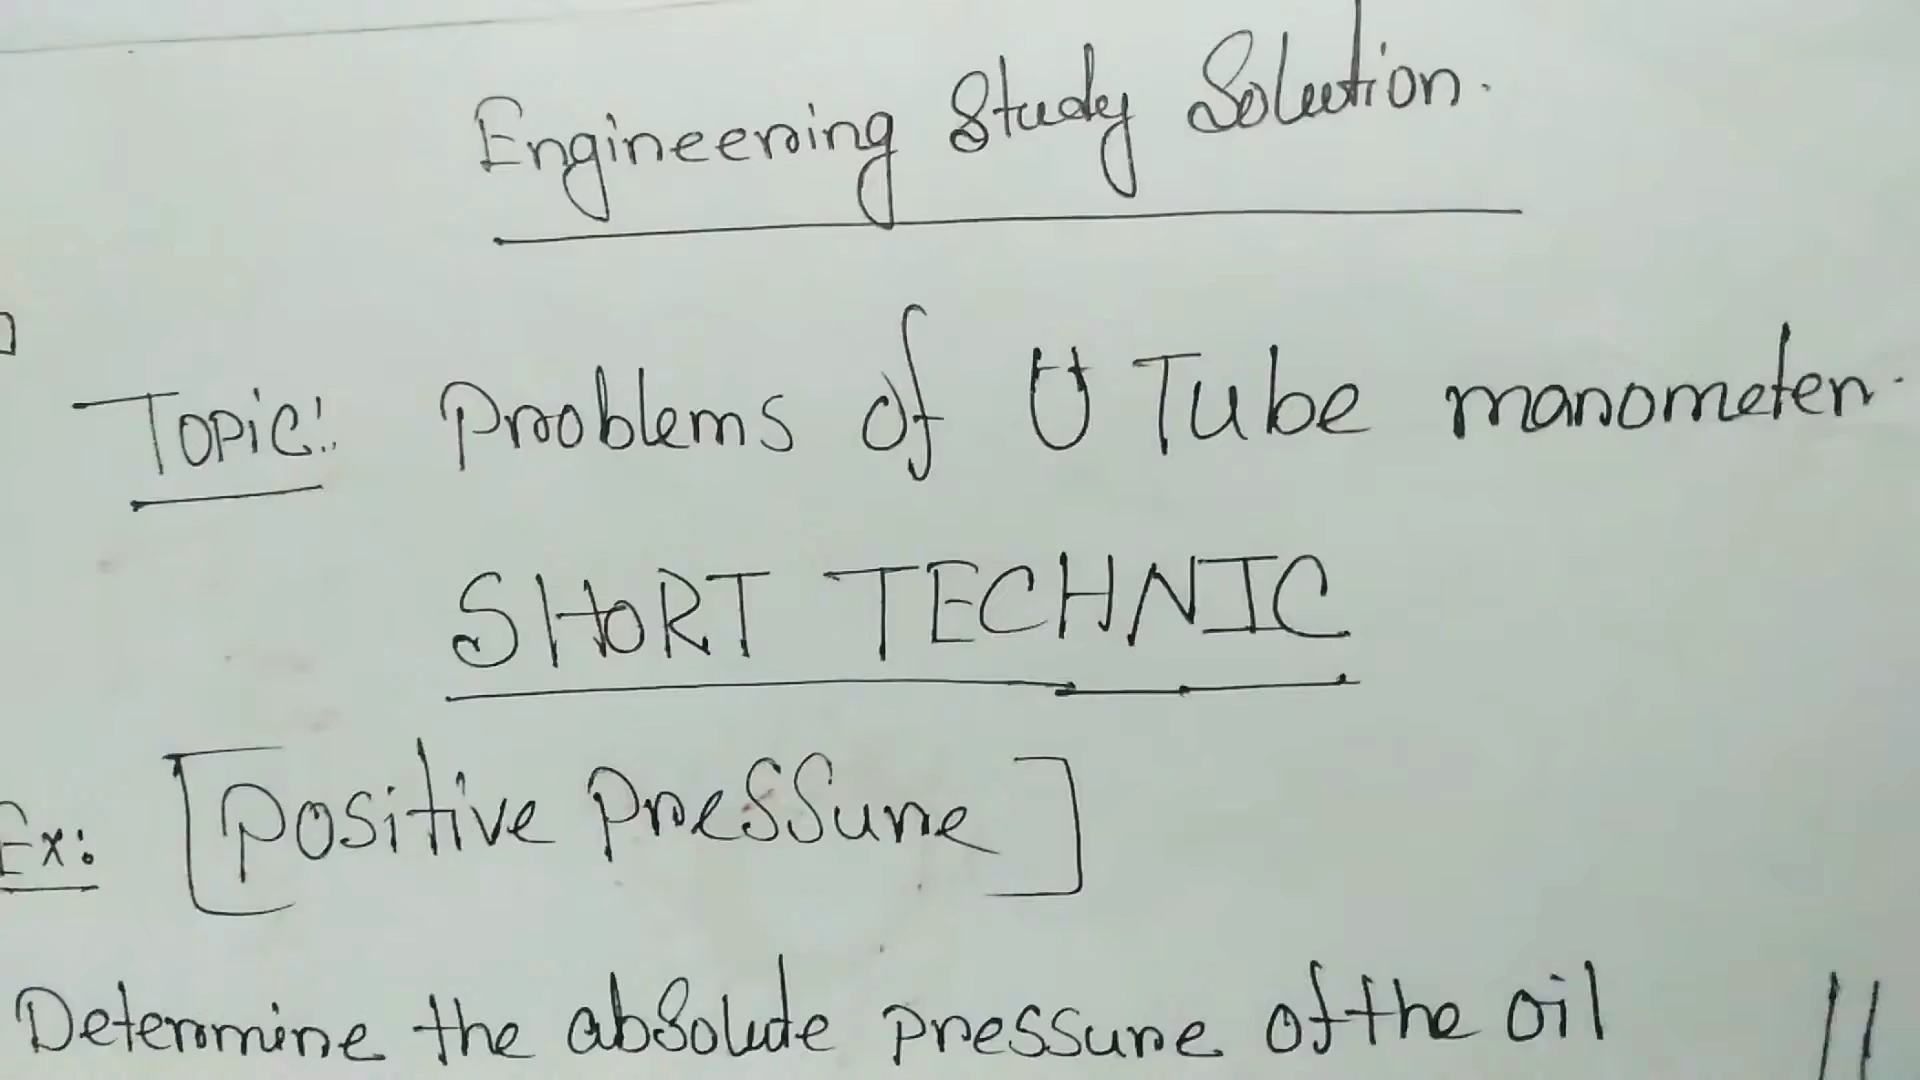 Engineering Study Solution.
Topic: Problems of U Tube manometer.
SHORT TECHNIC
Ex: [Positive Pressure]
Determine the absolute pressure of the oil